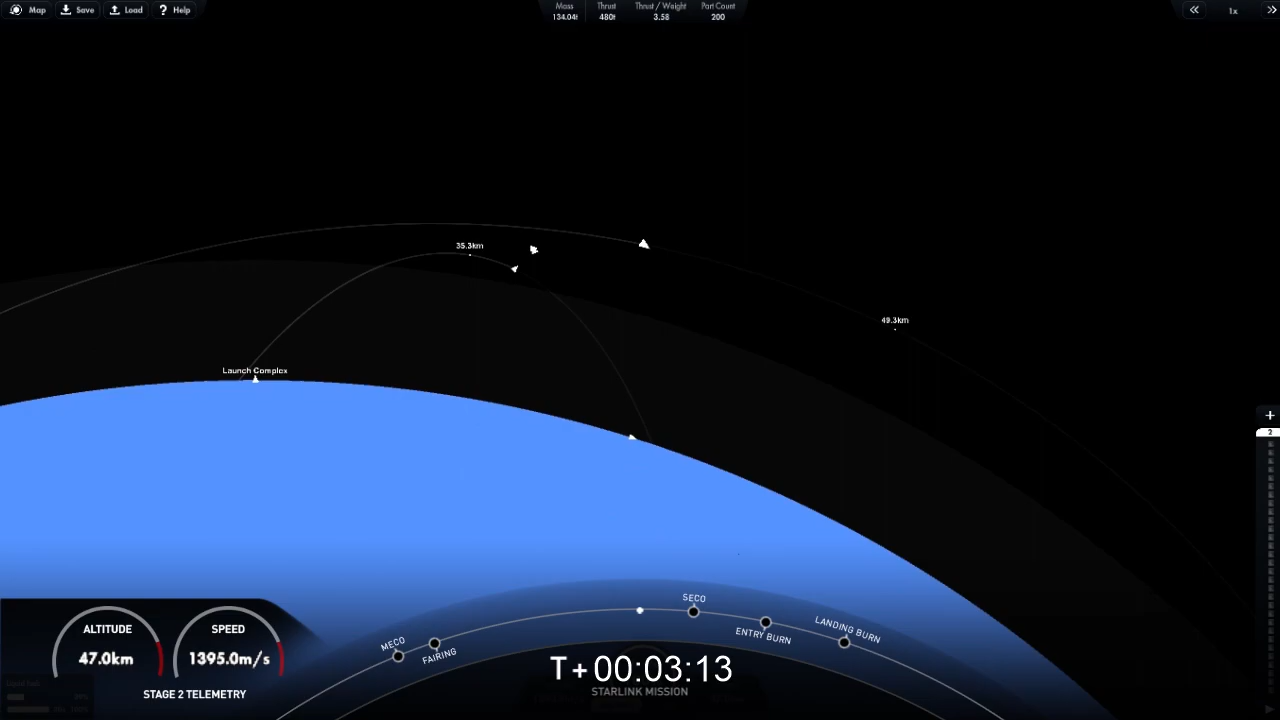 Map Save Load Help
Mass Thrust Thrust / Weight Part Count
134.04t 480t 3.58 200
1x
35.3km
49.3km
Launch Complex
+
2
SECO
MECO
FAIRING
ENTRY BURN
LANDING BURN
ALTITUDE SPEED
47.0km 1395.0m/s
STAGE 2 TELEMETRY
T+00:03:13
STARLINK MISSION